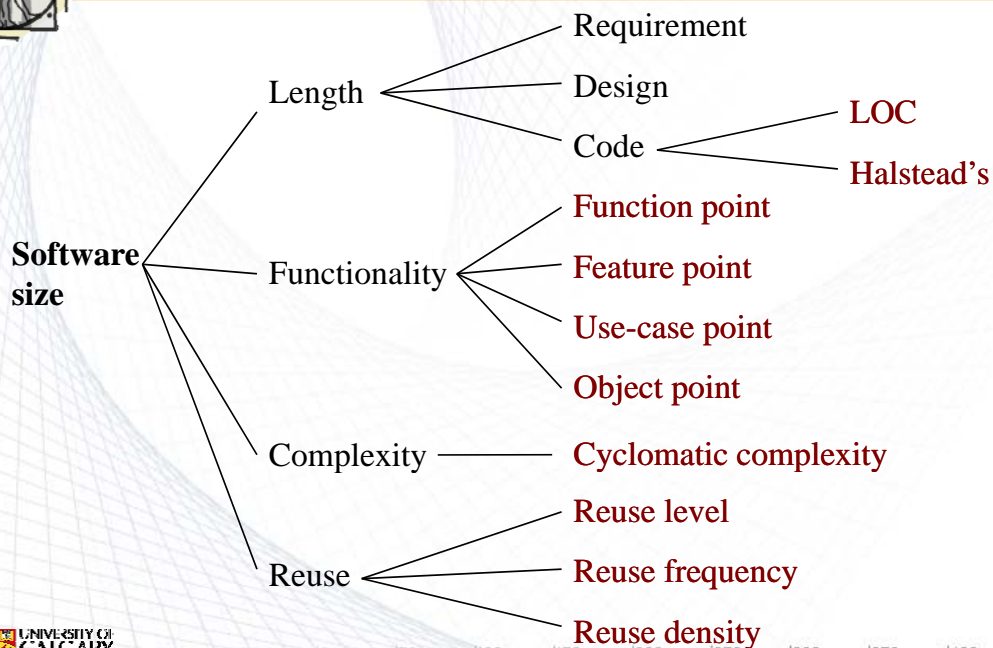 Requirement
Length
Design
Code
LOC
Halstead's
Function point
Software
size
Functionality
Feature point
Use-case point
Object point
Complexity
Cyclomatic complexity
Reuse level
Reuse
Reuse frequency
Reuse density
UNIVERSITY OF
CALGARY